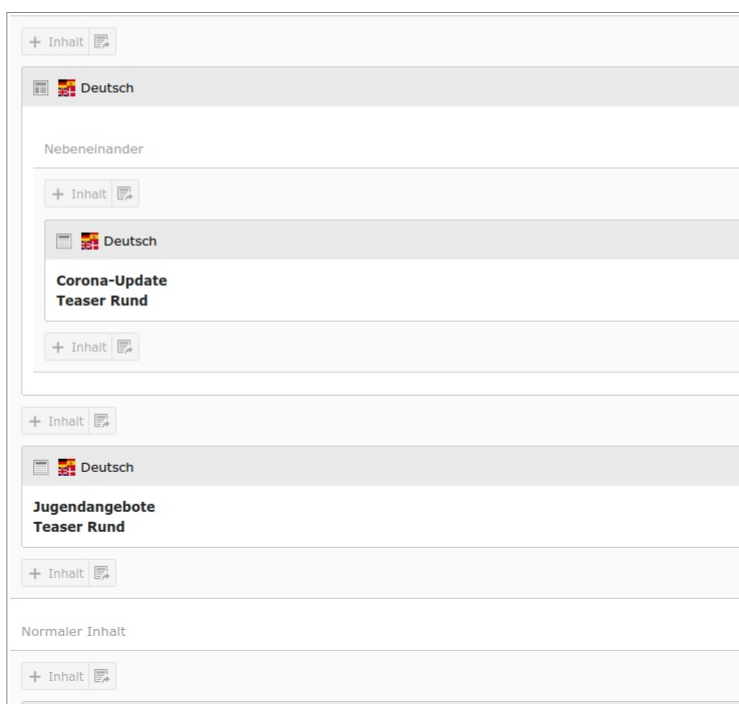 + Inhalt
Deutsch
Nebeneinander
+ Inhalt
Deutsch
Corona-Update
Teaser Rund
+ Inhalt
+ Inhalt
Deutsch
Jugendangebote
Teaser Rund
+ Inhalt
Normaler Inhalt
+ Inhalt